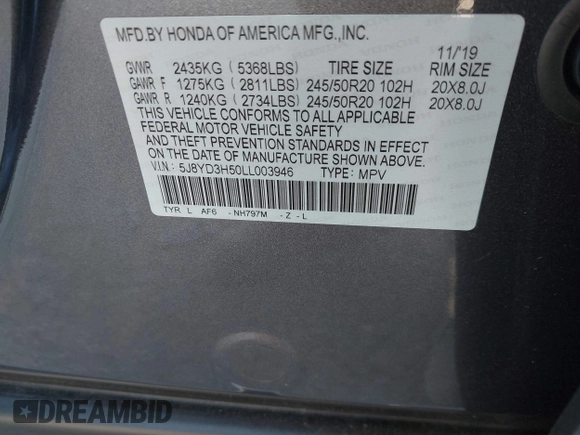 MFD.BY HONDA OF AMERICA MFG.,INC.
11/'19
GVWR 2435KG (5368LBS) TIRE SIZE RIM SIZE
GAWR F 1275KG (2811LBS) 245/50R20 102H 20X8.0J
GAWR R 1240KG (2734LBS) 245/50R20 102H 20X8.0J
THIS VEHICLE CONFORMS TO ALL APPLICABLE
FEDERAL MOTOR VEHICLE SAFETY
AND THEFT PREVENTION STANDARDS IN EFFECT
ON THE DATE OF MANUFACTURE SHOWN ABOVE.
V.I.N.: 5J8YD3H50LL003946 TYPE: MPV
TYR L AF6 -NH797M -Z-L
DREAMBID